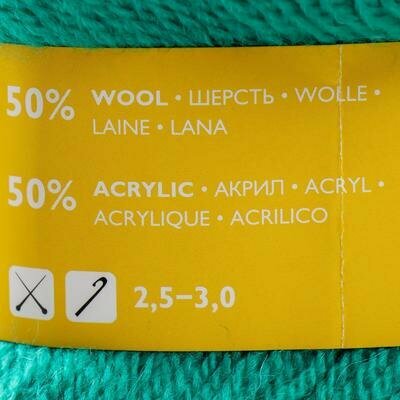 50% WOOL • ШЕРСТЬ • WOLLE •
LAINE • LANA
50% ACRYLIC • АКРИЛ • ACRYL •
ACRYLIQUE • ACRILICO
2,5–3,0